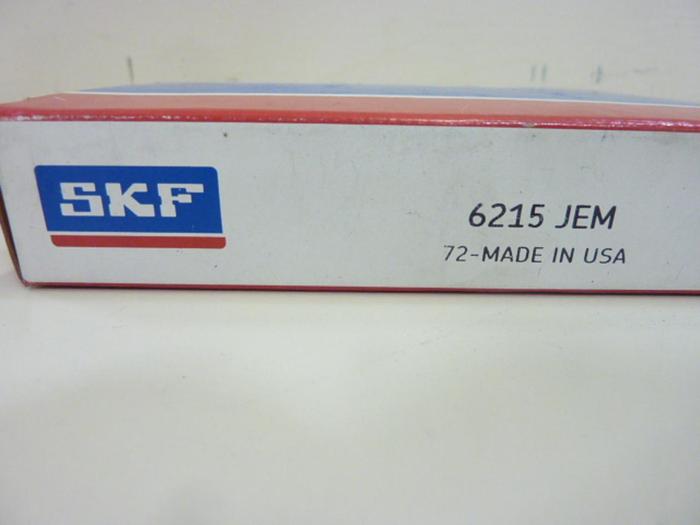 SKF
6215 JEM
72-MADE IN USA